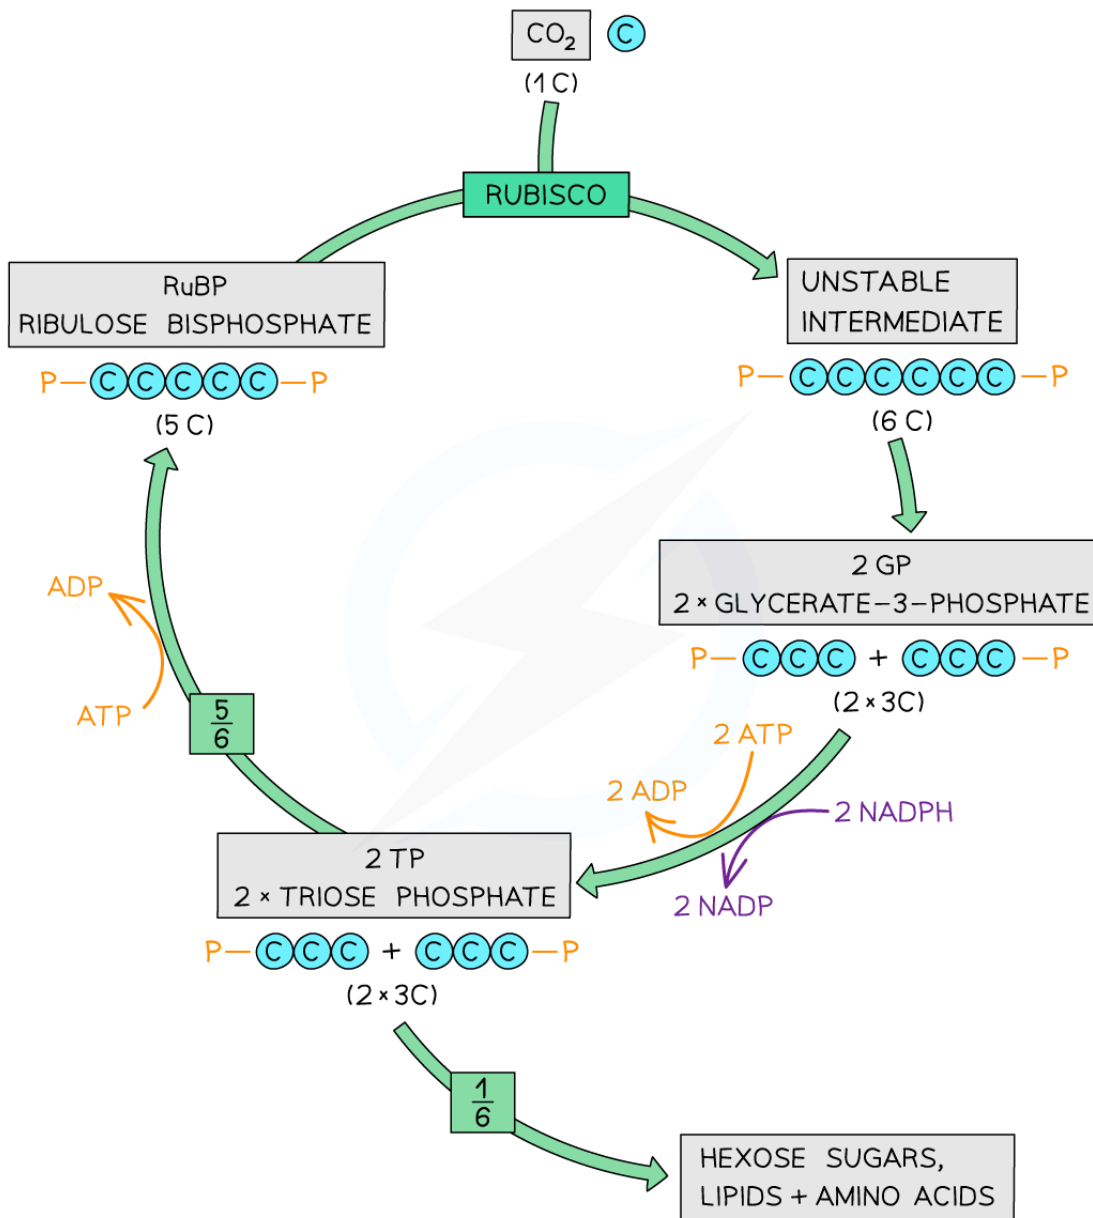 CO₂ C
(1 C)
RUBISCO
RuBP
RIBULOSE BISPHOSPHATE
P–CCCCC–P
(5 C)
UNSTABLE
INTERMEDIATE
P–CCCCCC–P
(6 C)
2 GP
2 × GLYCERATE-3-PHOSPHATE
P–CCC + CCC–P
(2 × 3C)
2 ATP
2 ADP
2 NADPH
2 NADP
2 TP
2 × TRIOSE PHOSPHATE
P–CCC + CCC–P
(2 × 3C)
5/6
ATP
ADP
1/6
HEXOSE SUGARS,
LIPIDS + AMINO ACIDS